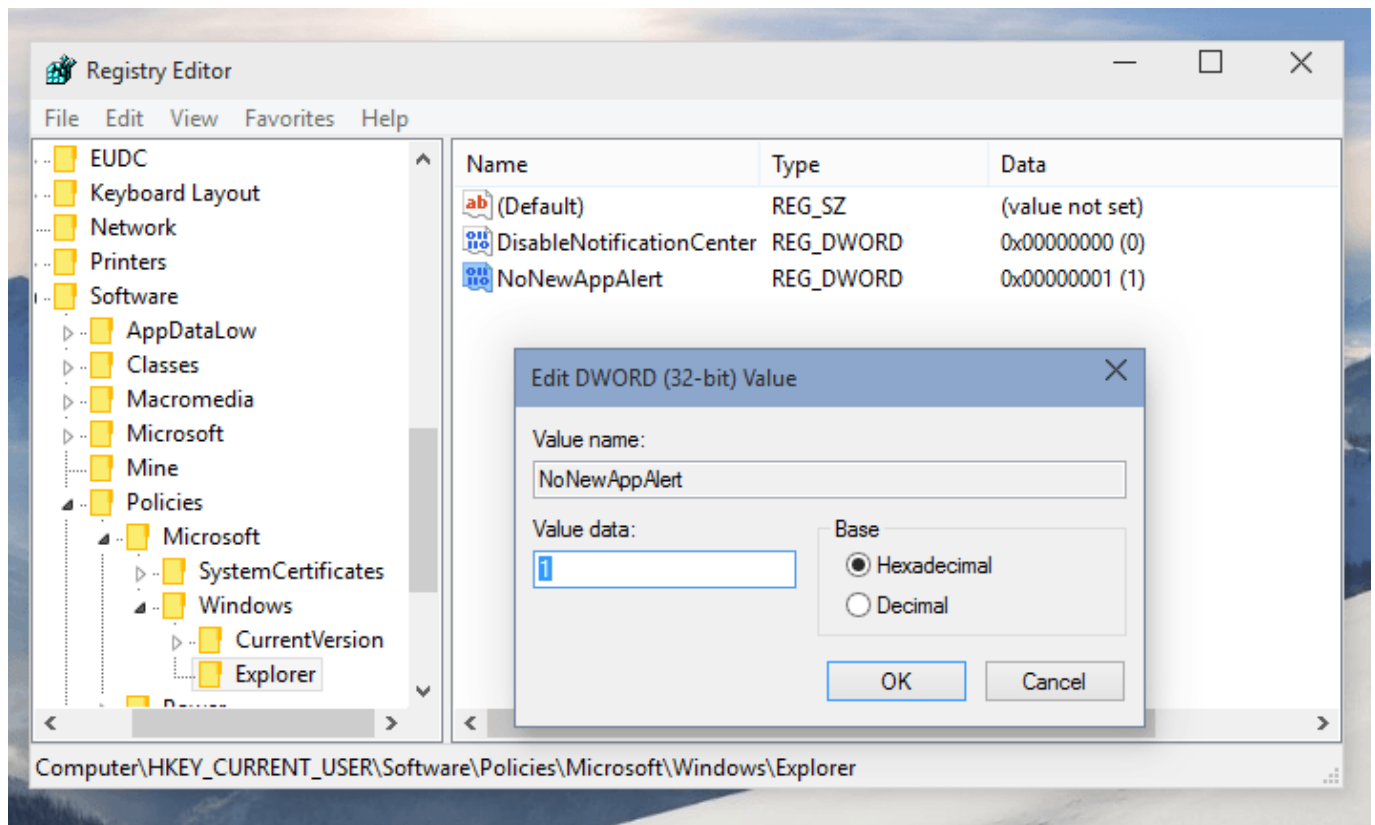 Registry Editor
File Edit View Favorites Help
EUDC
Keyboard Layout
Network
Printers
Software
AppDataLow
Classes
Macromedia
Microsoft
Mine
Policies
Microsoft
SystemCertificates
Windows
CurrentVersion
Explorer
Name Type Data
ab (Default) REG_SZ (value not set)
DisableNotificationCenter REG_DWORD 0x00000000 (0)
NoNewAppAlert REG_DWORD 0x00000001 (1)
Edit DWORD (32-bit) Value
Value name:
NoNewAppAlert
Value data:
1
Base
Hexadecimal
Decimal
OK Cancel
Computer\HKEY_CURRENT_USER\Software\Policies\Microsoft\Windows\Explorer